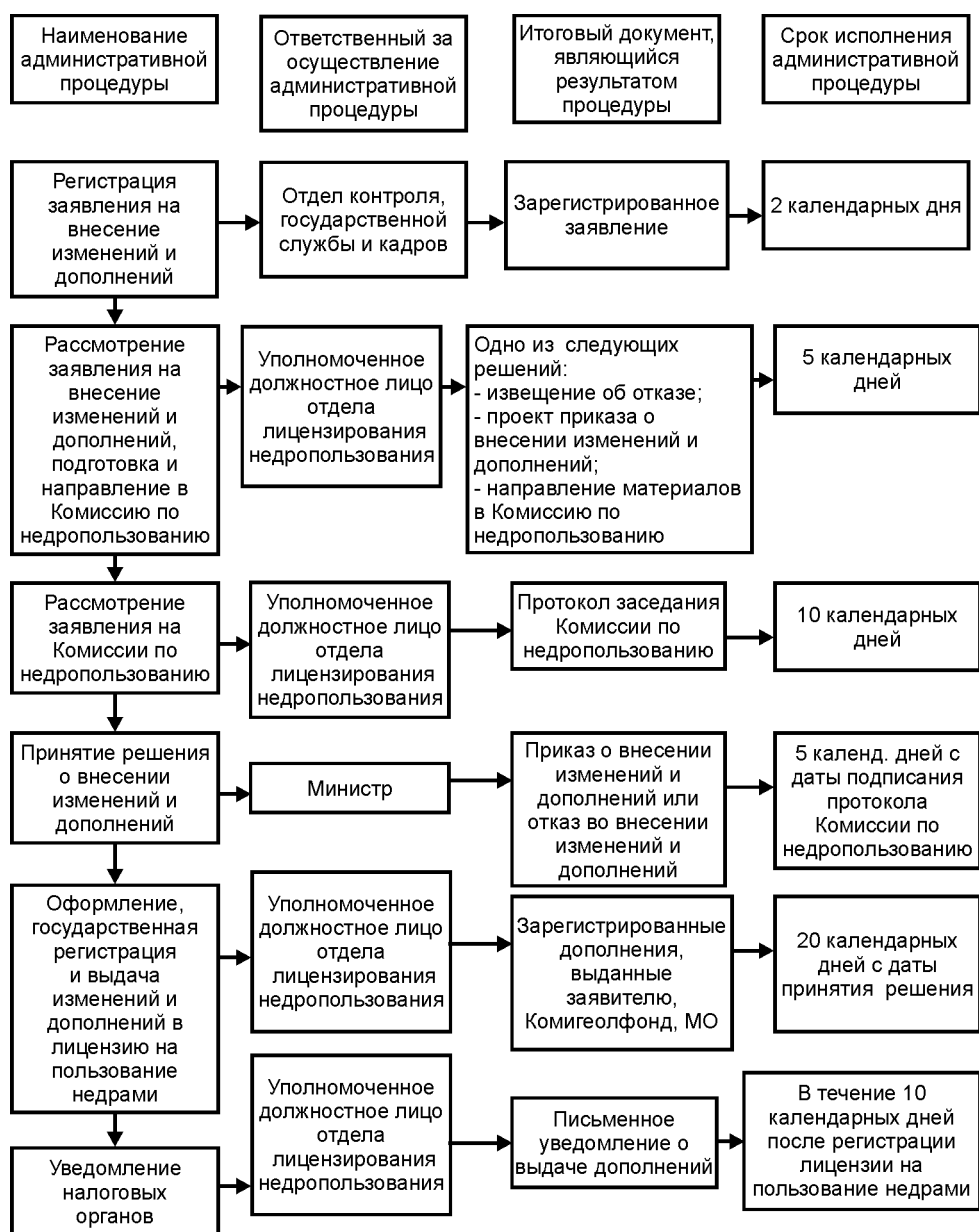 Наименование
административной
процедуры
Ответственный за
осуществление
административной
процедуры
Итоговый документ,
являющийся
результатом
процедуры
Срок исполнения
административной
процедуры
Регистрация
заявления на
внесение
изменений и
дополнений
Отдел контроля,
государственной
службы и кадров
Зарегистрированное
заявление
2 календарных дня
Рассмотрение
заявления на
внесение
изменений и
дополнений,
подготовка и
направление в
Комиссию по
недропользованию
Уполномоченное
должностное лицо
отдела
лицензирования
недропользования
Одно из следующих
решений:
- извещение об отказе;
- проект приказа о
внесении изменений и
дополнений;
- направление материалов
в Комиссию по
недропользованию
5 календарных
дней
Рассмотрение
заявления на
Комиссии по
недропользованию
Уполномоченное
должностное лицо
отдела
лицензирования
недропользования
Протокол заседания
Комиссии по
недропользованию
10 календарных
дней
Принятие решения
о внесении
изменений и
дополнений
Министр
Приказ о внесении
изменений и
дополнений или
отказ во внесении
изменений и
дополнений
5 календ. дней с
даты подписания
протокола
Комиссии по
недропользованию
Оформление,
государственная
регистрация
и выдача
изменений и
дополнений в
лицензию на
пользование
недрами
Уполномоченное
должностное лицо
отдела
лицензирования
недропользования
Зарегистрированные
дополнения,
выданные
заявителю,
Комигеолфонд, МО
20 календарных
дней с даты
принятия решения
Уведомление
налоговых
органов
Уполномоченное
должностное лицо
отдела
лицензирования
недропользования
Письменное
уведомление о
выдаче дополнений
В течение 10
календарных дней
после регистрации
лицензии на
пользование недрами